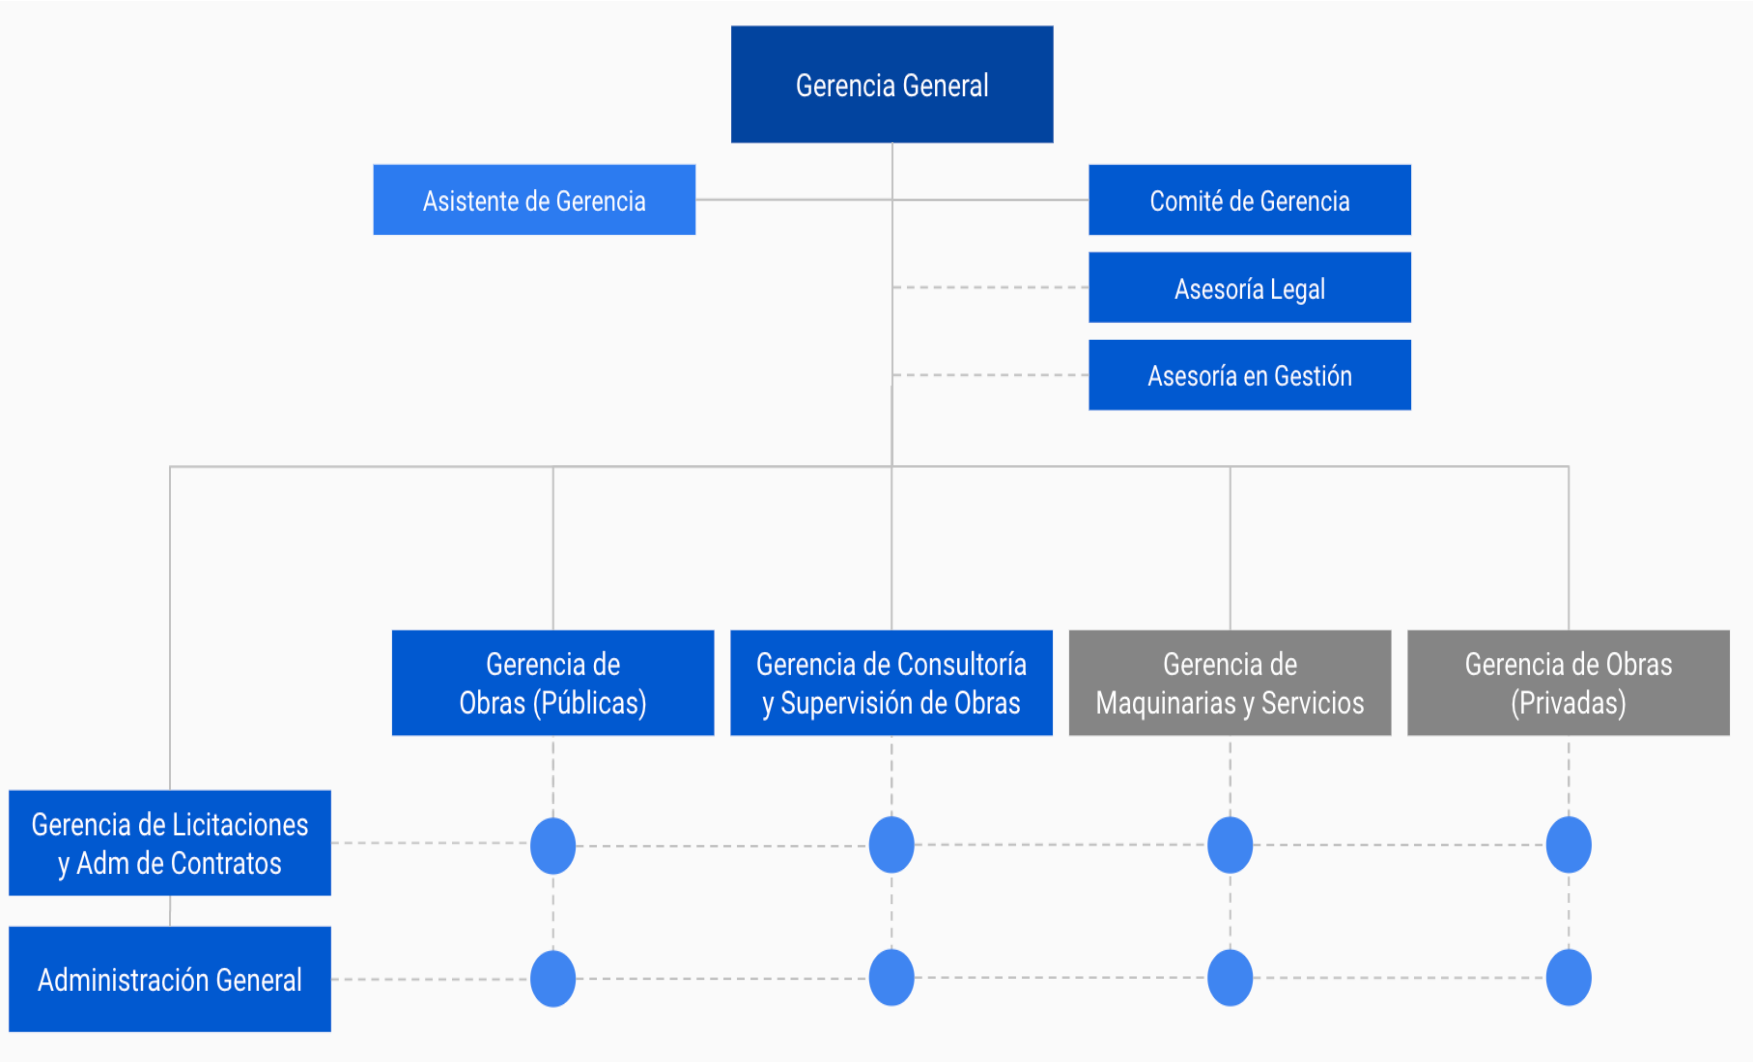 Gerencia General
Asistente de Gerencia
Comité de Gerencia
Asesoría Legal
Asesoría en Gestión
Gerencia de
Obras (Públicas)
Gerencia de Consultoría
y Supervisión de Obras
Gerencia de
Maquinarias y Servicios
Gerencia de Obras
(Privadas)
Gerencia de Licitaciones
y Adm de Contratos
Administración General